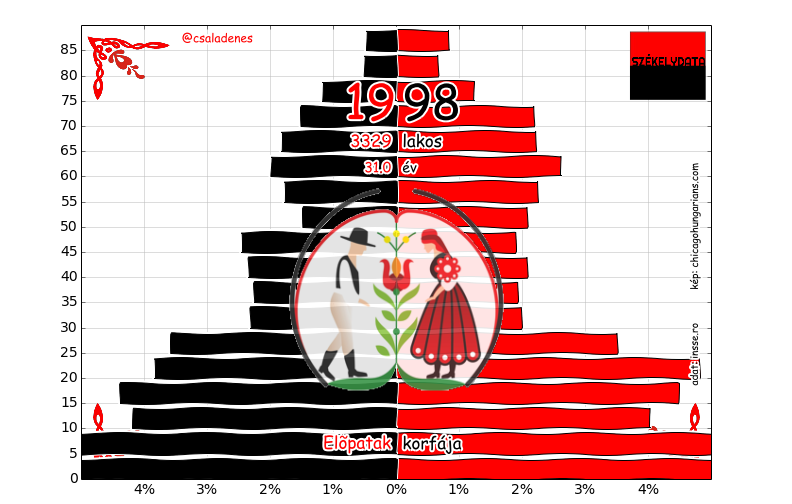 @csaladenes
SZÉKELYDATA
1998
3329 lakos
31.0 év
Előpatak korfája
kép: chicagohungarians.com
adat: insse.ro
85
80
75
70
65
60
55
50
45
40
35
30
25
20
15
10
5
0
4% 3% 2% 1% 0% 1% 2% 3% 4%